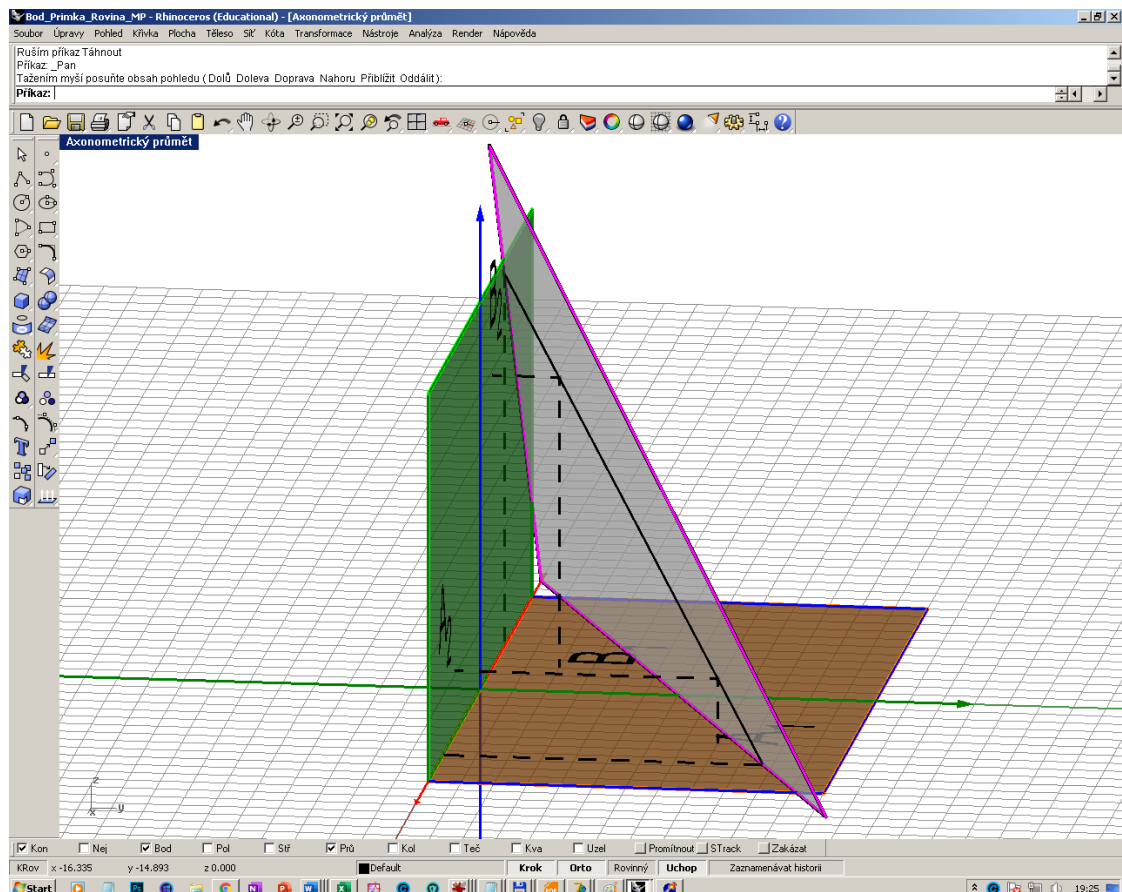 Bod_Primka_Rovina_MP - Rhinoceros (Educational) - [Axonometrický průmět]
Soubor Úpravy Pohled Křivka Plocha Těleso Síť Kóta Transformace Nástroje Analýza Render Nápověda
Ruším příkaz Táhnout
Příkaz: _Pan
Tažením myší posuňte obsah pohledu ( Dolů Doleva Doprava Nahoru Přiblížit Oddálit ):
Příkaz:
Axonometrický průmět
B2
A2
B1
z
x y
Kon Nej Bod Pol Stř Prů Kol Teč Kva Uzel Promítnout STrack Zakázat
KRov x -16.335 y -14.893 z 0.000 Default Krok Orto Rovinný Uchop Zaznamenávat historii
Start 19:25